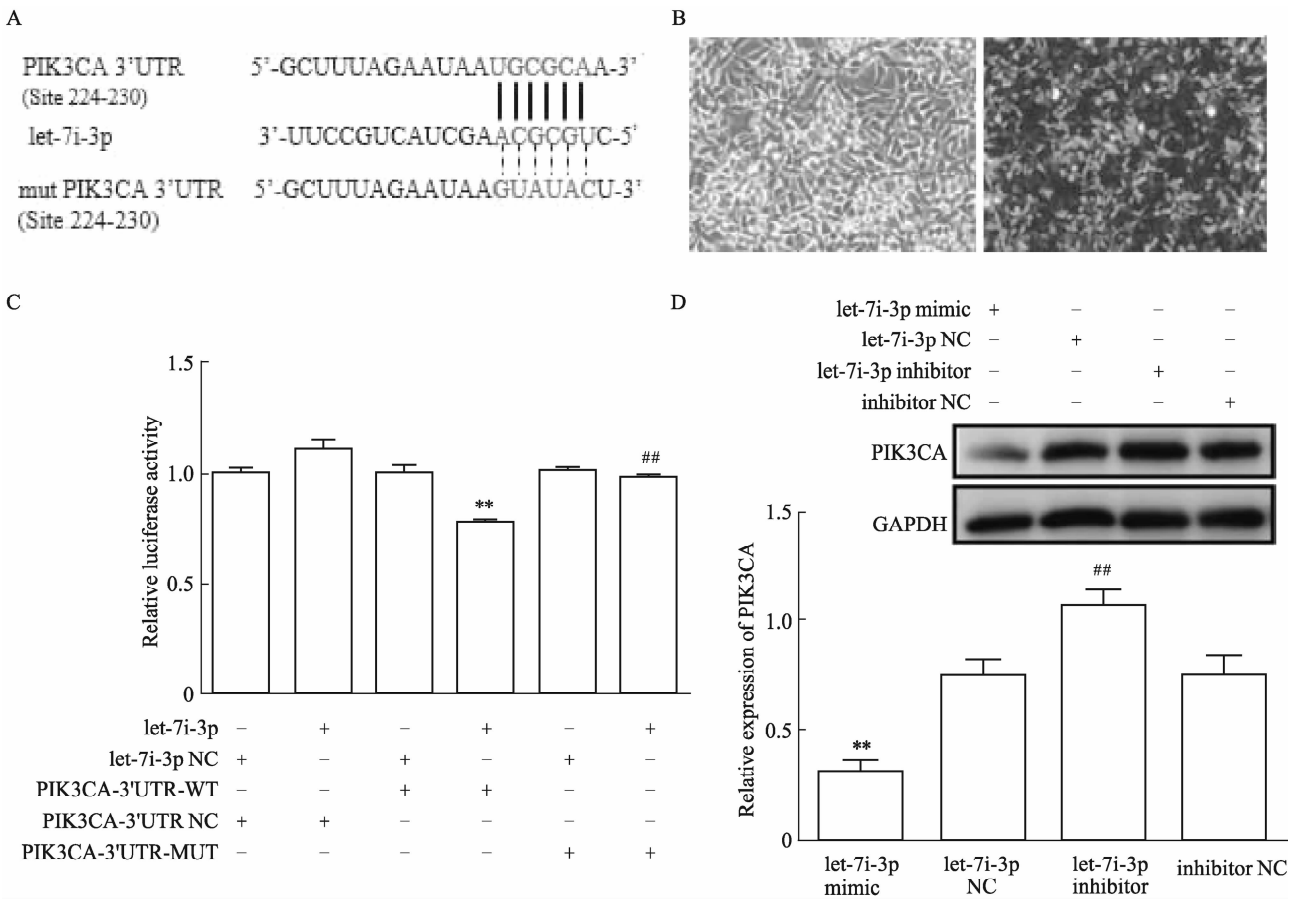 A
PIK3CA 3'UTR 5'-GCUUUAGAAUAAUGCGCAA-3'
(Site 224-230)
let-7i-3p 3'-UUCCGUCAUCGAACGCGUC-5'
mut PIK3CA 3'UTR 5'-GCUUUAGAAUAAGUAUACU-3'
(Site 224-230)
B
C
Relative luciferase activity
1.5
1.0
0.5
0
**
##
let-7i-3p − + − + − +
let-7i-3p NC + − + − + −
PIK3CA-3'UTR-WT − − + + − −
PIK3CA-3'UTR NC + + − − − −
PIK3CA-3'UTR-MUT − − − − + +
D
let-7i-3p mimic + − − −
let-7i-3p NC − + − −
let-7i-3p inhibitor − − + −
inhibitor NC − − − +
PIK3CA
GAPDH
Relative expression of PIK3CA
1.5
1.0
0.5
0
**
##
let-7i-3p
mimic
let-7i-3p
NC
let-7i-3p
inhibitor
inhibitor NC